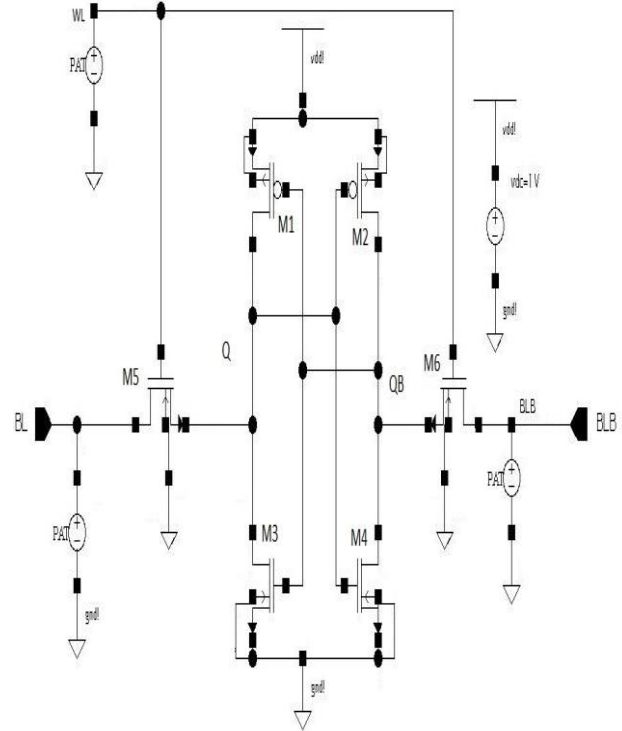 WL
PAT
vdd!
vdd!
vdc=1 V
M1
M2
gnd!
Q
M5
M6
QB
BL
BLB
BLB
PAT
PAT
M3
M4
gnd!
gnd!